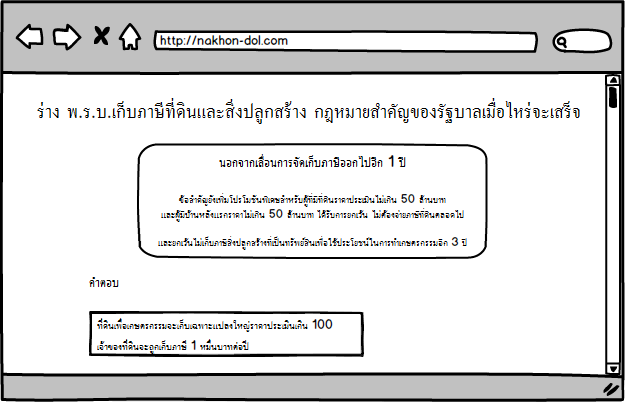 http://nakhon-dol.com
ร่าง พ.ร.บ.เก็บภาษีที่ดินและสิ่งปลูกสร้าง กฎหมายสำคัญของรัฐบาลเมื่อไหร่จะเสร็จ
นอกจากเลื่อนการจัดเก็บภาษีออกไปอีก 1 ปี
ข้อสำคัญยังเพิ่มโปรโมชันพิเศษสำหรับผู้ที่มีที่ดินราคาประเมินไม่เกิน 50 ล้านบาท
และผู้มีบ้านหลังแรกราคาไม่เกิน 50 ล้านบาท ได้รับการยกเว้น ไม่ต้องจ่ายภาษีที่ดินตลอดไป
และยกเว้นไม่เก็บภาษีสิ่งปลูกสร้างที่เป็นทรัพย์สินเพื่อใช้ประโยชน์ในการทำเกษตรกรรมอีก 3 ปี
คำตอบ
ที่ดินเพื่อเกษตรกรรมจะเก็บเฉพาะแปลงใหญ่ราคาประเมินเกิน 100
เจ้าของที่ดินจะถูกเก็บภาษี 1 หมื่นบาทต่อปี